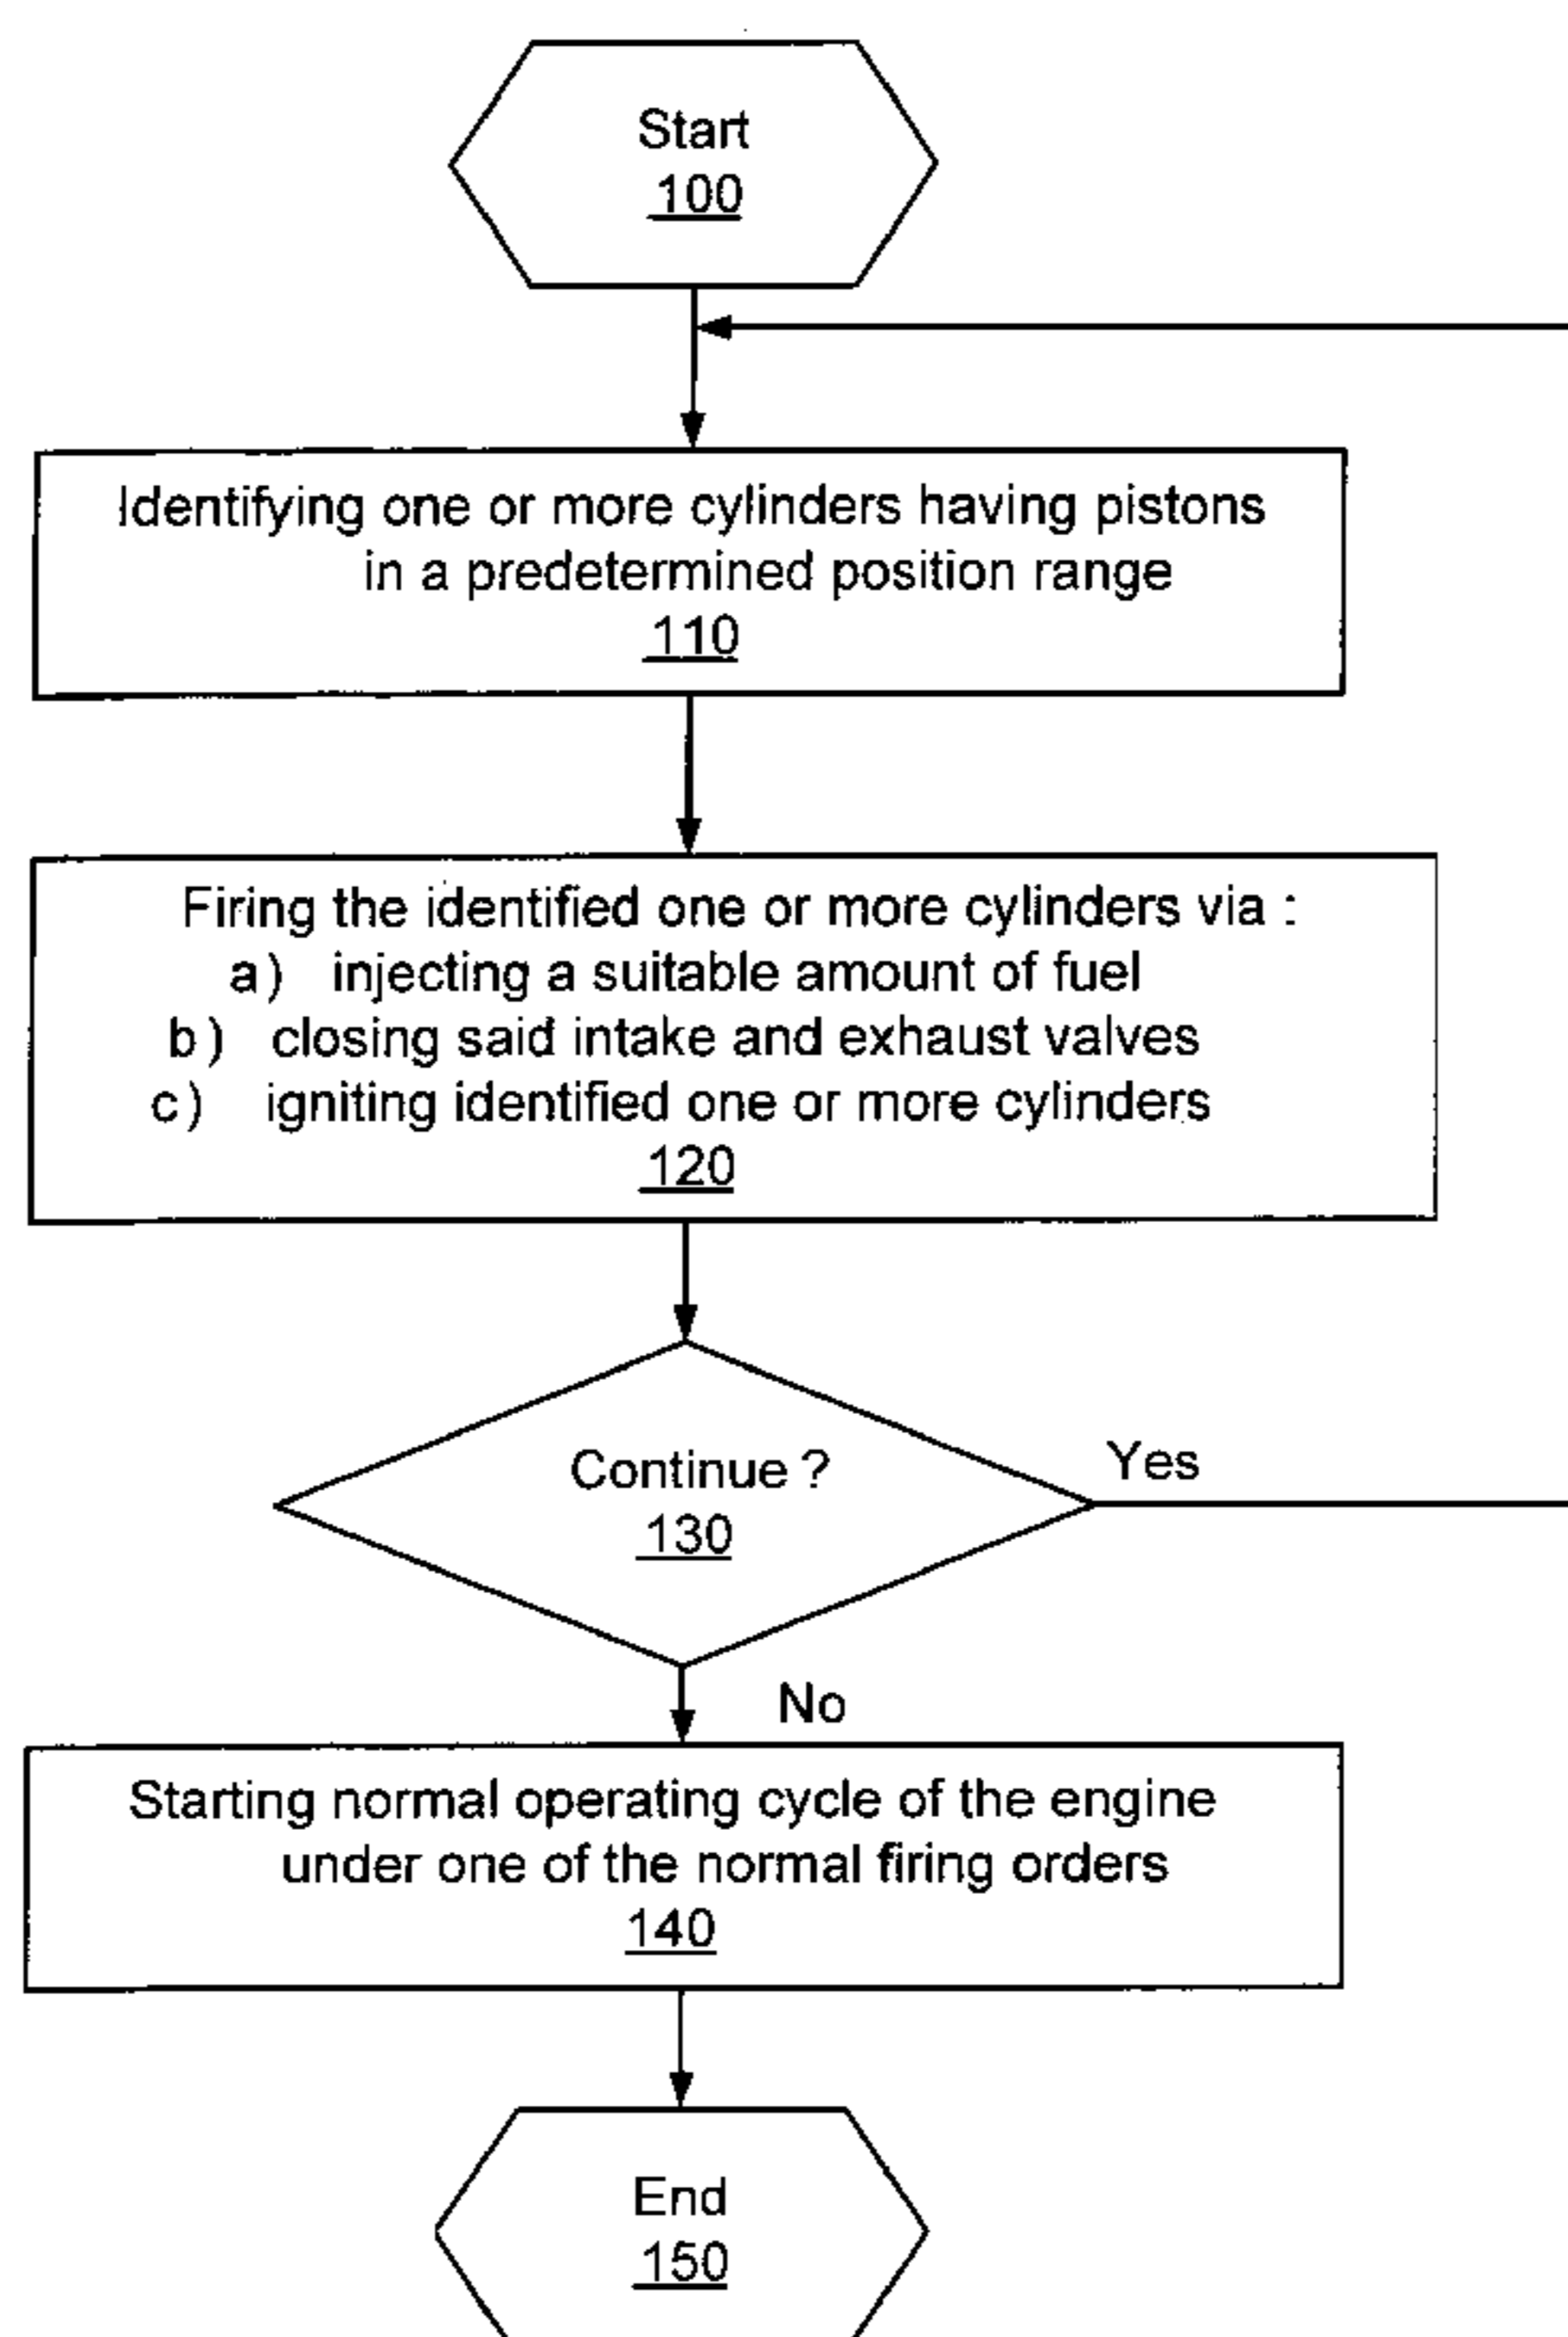 Start
100
Identifying one or more cylinders having pistons
in a predetermined position range
110
Firing the identified one or more cylinders via :
a) injecting a suitable amount of fuel
b) closing said intake and exhaust valves
c) igniting identified one or more cylinders
120
Continue ?
130
Yes
No
Starting normal operating cycle of the engine
under one of the normal firing orders
140
End
150